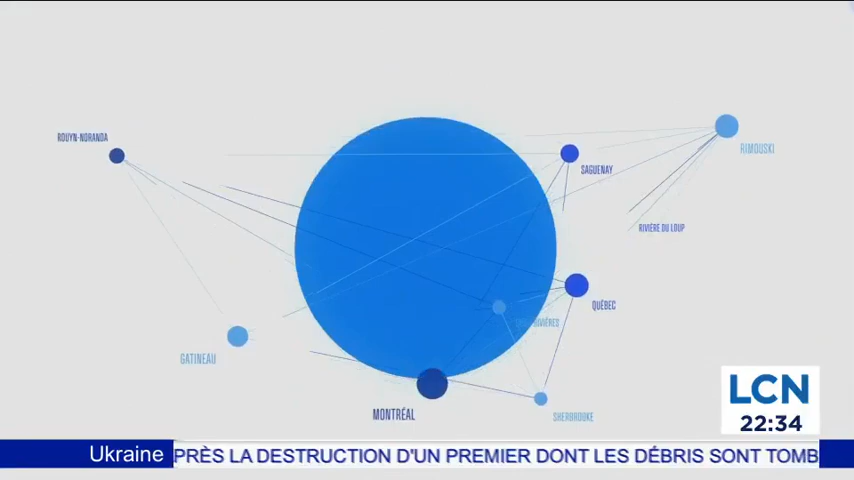 ROUYN-NORANDA
RIMOUSKI
SAGUENAY
RIVIÈRE DU LOUP
QUÉBEC
RIVIÈRES
GATINEAU
MONTRÉAL
SHERBROOKE
LCN
22:34
Ukraine
PRÈS LA DESTRUCTION D'UN PREMIER DONT LES DÉBRIS SONT TOMB